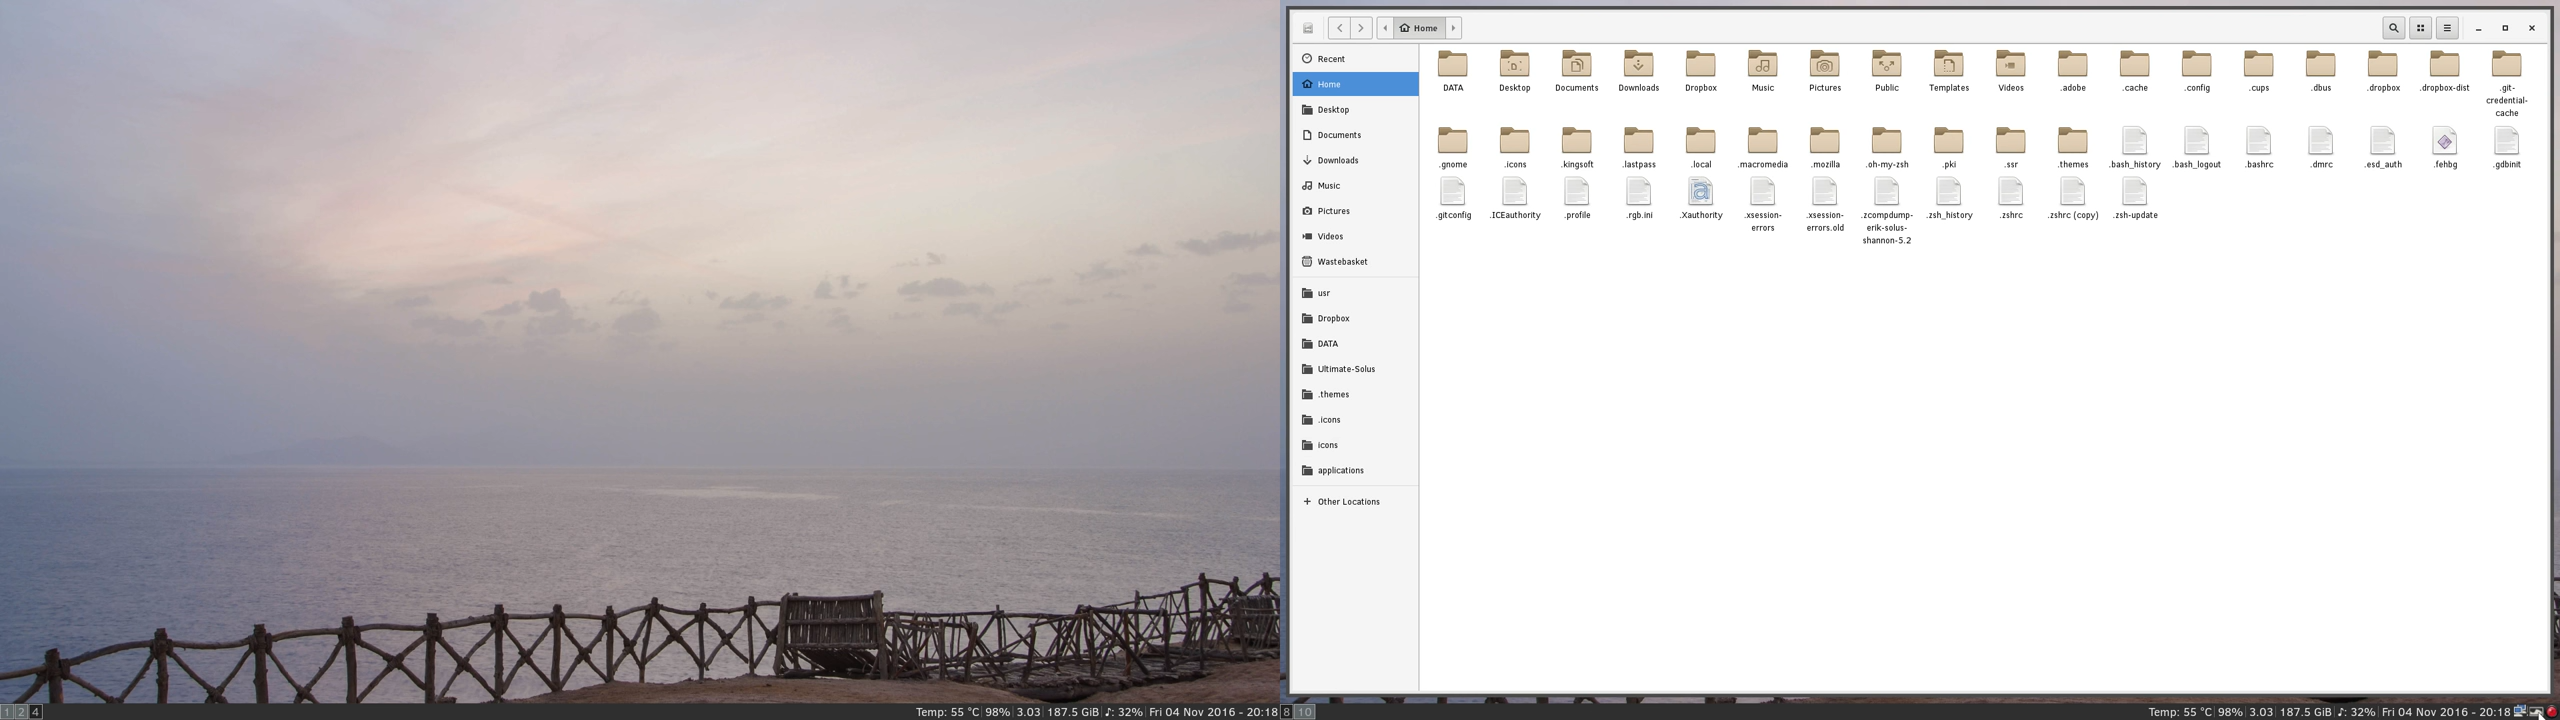 Home
Recent
Home
Desktop
Documents
Downloads
Music
Pictures
Videos
Wastebasket
usr
Dropbox
DATA
Ultimate-Solus
.themes
.icons
icons
applications
Other Locations
DATA Desktop Documents Downloads Dropbox Music Pictures Public Templates Videos .adobe .cache .config .cups .dbus .dropbox .dropbox-dist .git-
credential-
cache
.gnome .icons .kingsoft .lastpass .local .macromedia .mozilla .oh-my-zsh .pki .ssr .themes .bash_history .bash_logout .bashrc .dmrc .esd_auth .fehbg .gdbinit
.gitconfig .ICEauthority .profile .rgb.ini .Xauthority .xsession- .xsession- .zcompdump- .zsh_history .zshrc .zshrc (copy) .zsh-update
errors errors.old erik-solus-
shannon-5.2
1 2 4 Temp: 55 °C 98% 3.03 187.5 GiB ♪: 32% Fri 04 Nov 2016 - 20:18
8 10 Temp: 55 °C 98% 3.03 187.5 GiB ♪: 32% Fri 04 Nov 2016 - 20:18